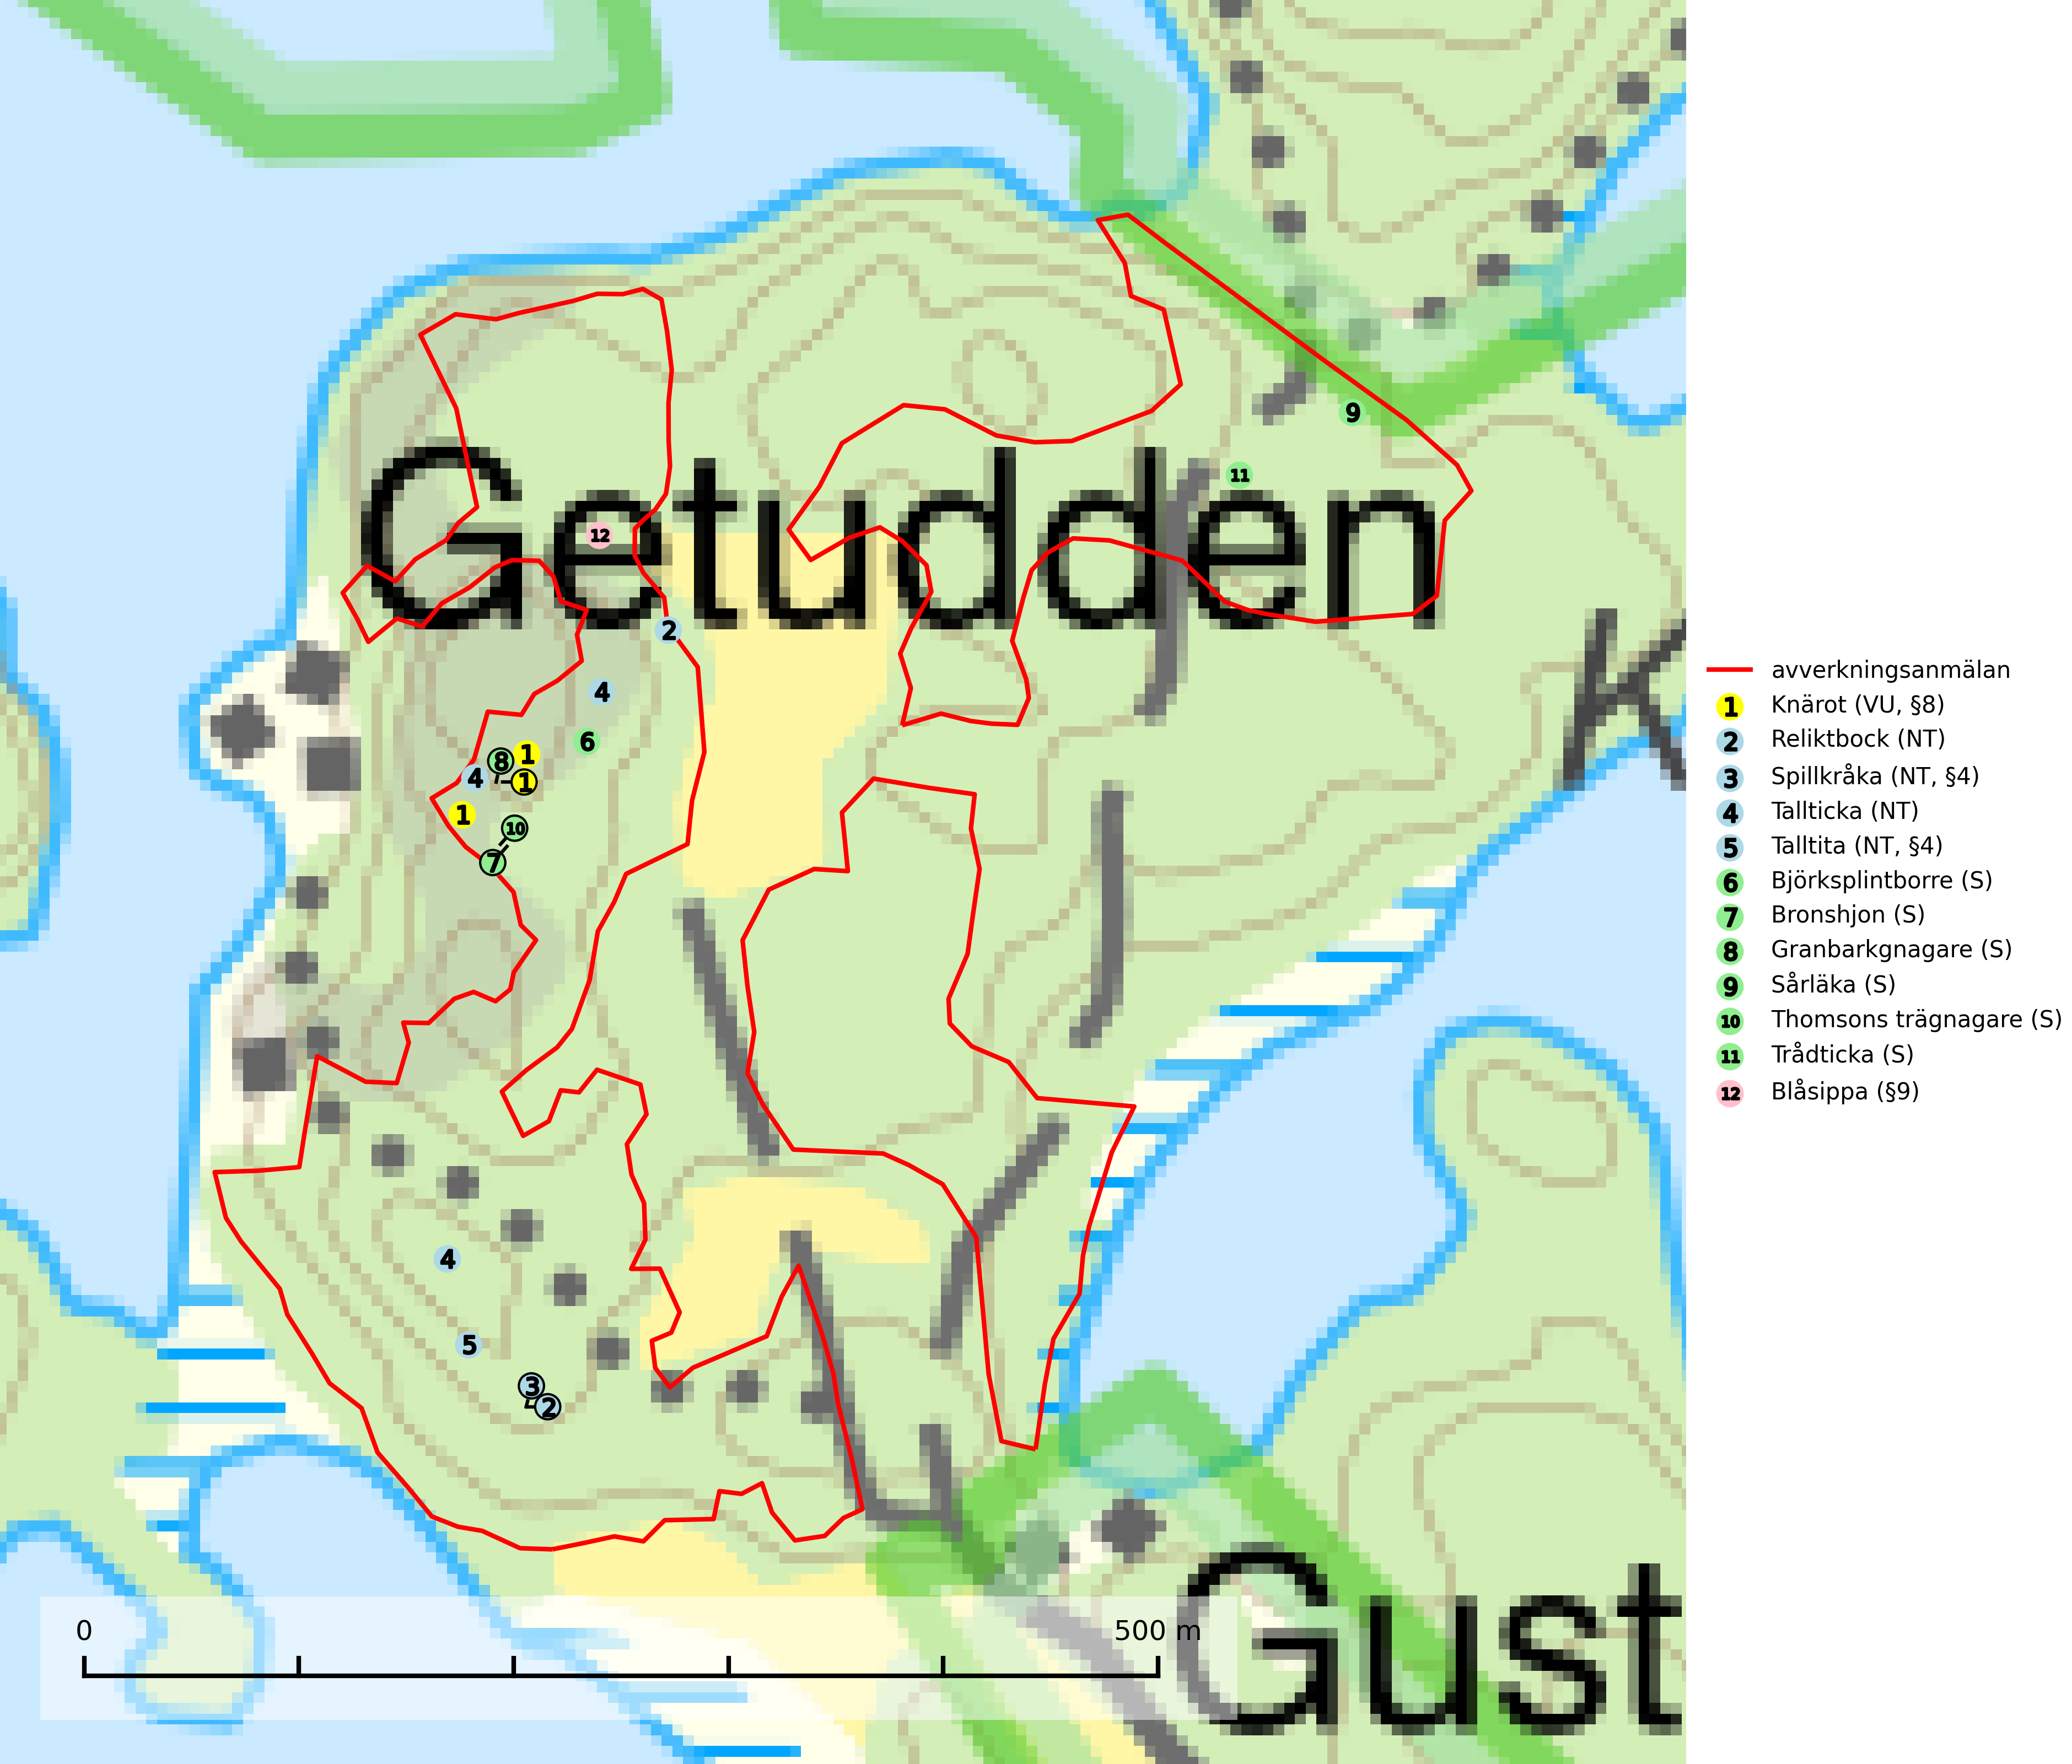 Getudden
9
11
12
2
4
6
8
1
4
1
1
10
7
4
5
3
2
Gust
0
500 m
avverkningsanmälan
1 Knärot (VU, §8)
2 Reliktbock (NT)
3 Spillkråka (NT, §4)
4 Tallticka (NT)
5 Talltita (NT, §4)
6 Björksplintborre (S)
7 Bronshjon (S)
8 Granbarkgnagare (S)
9 Sårläka (S)
10 Thomsons trägnagare (S)
11 Trådticka (S)
12 Blåsippa (§9)